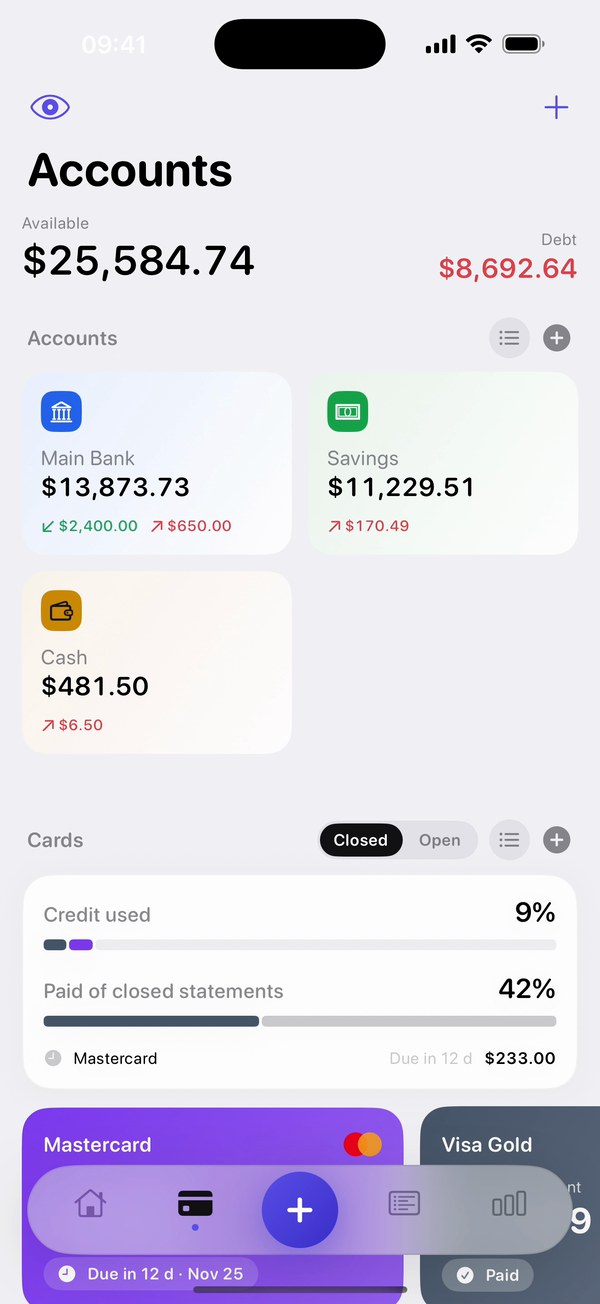 09:41
Accounts
Available
$25,584.74
Debt
$8,692.64
Accounts
Main Bank
$13,873.73
$2,400.00 $650.00
Savings
$11,229.51
$170.49
Cash
$481.50
$6.50
Cards
Closed Open
Credit used 9%
Paid of closed statements 42%
Mastercard Due in 12 d $233.00
Mastercard
Due in 12 d · Nov 25
Visa Gold
nt
9
Paid